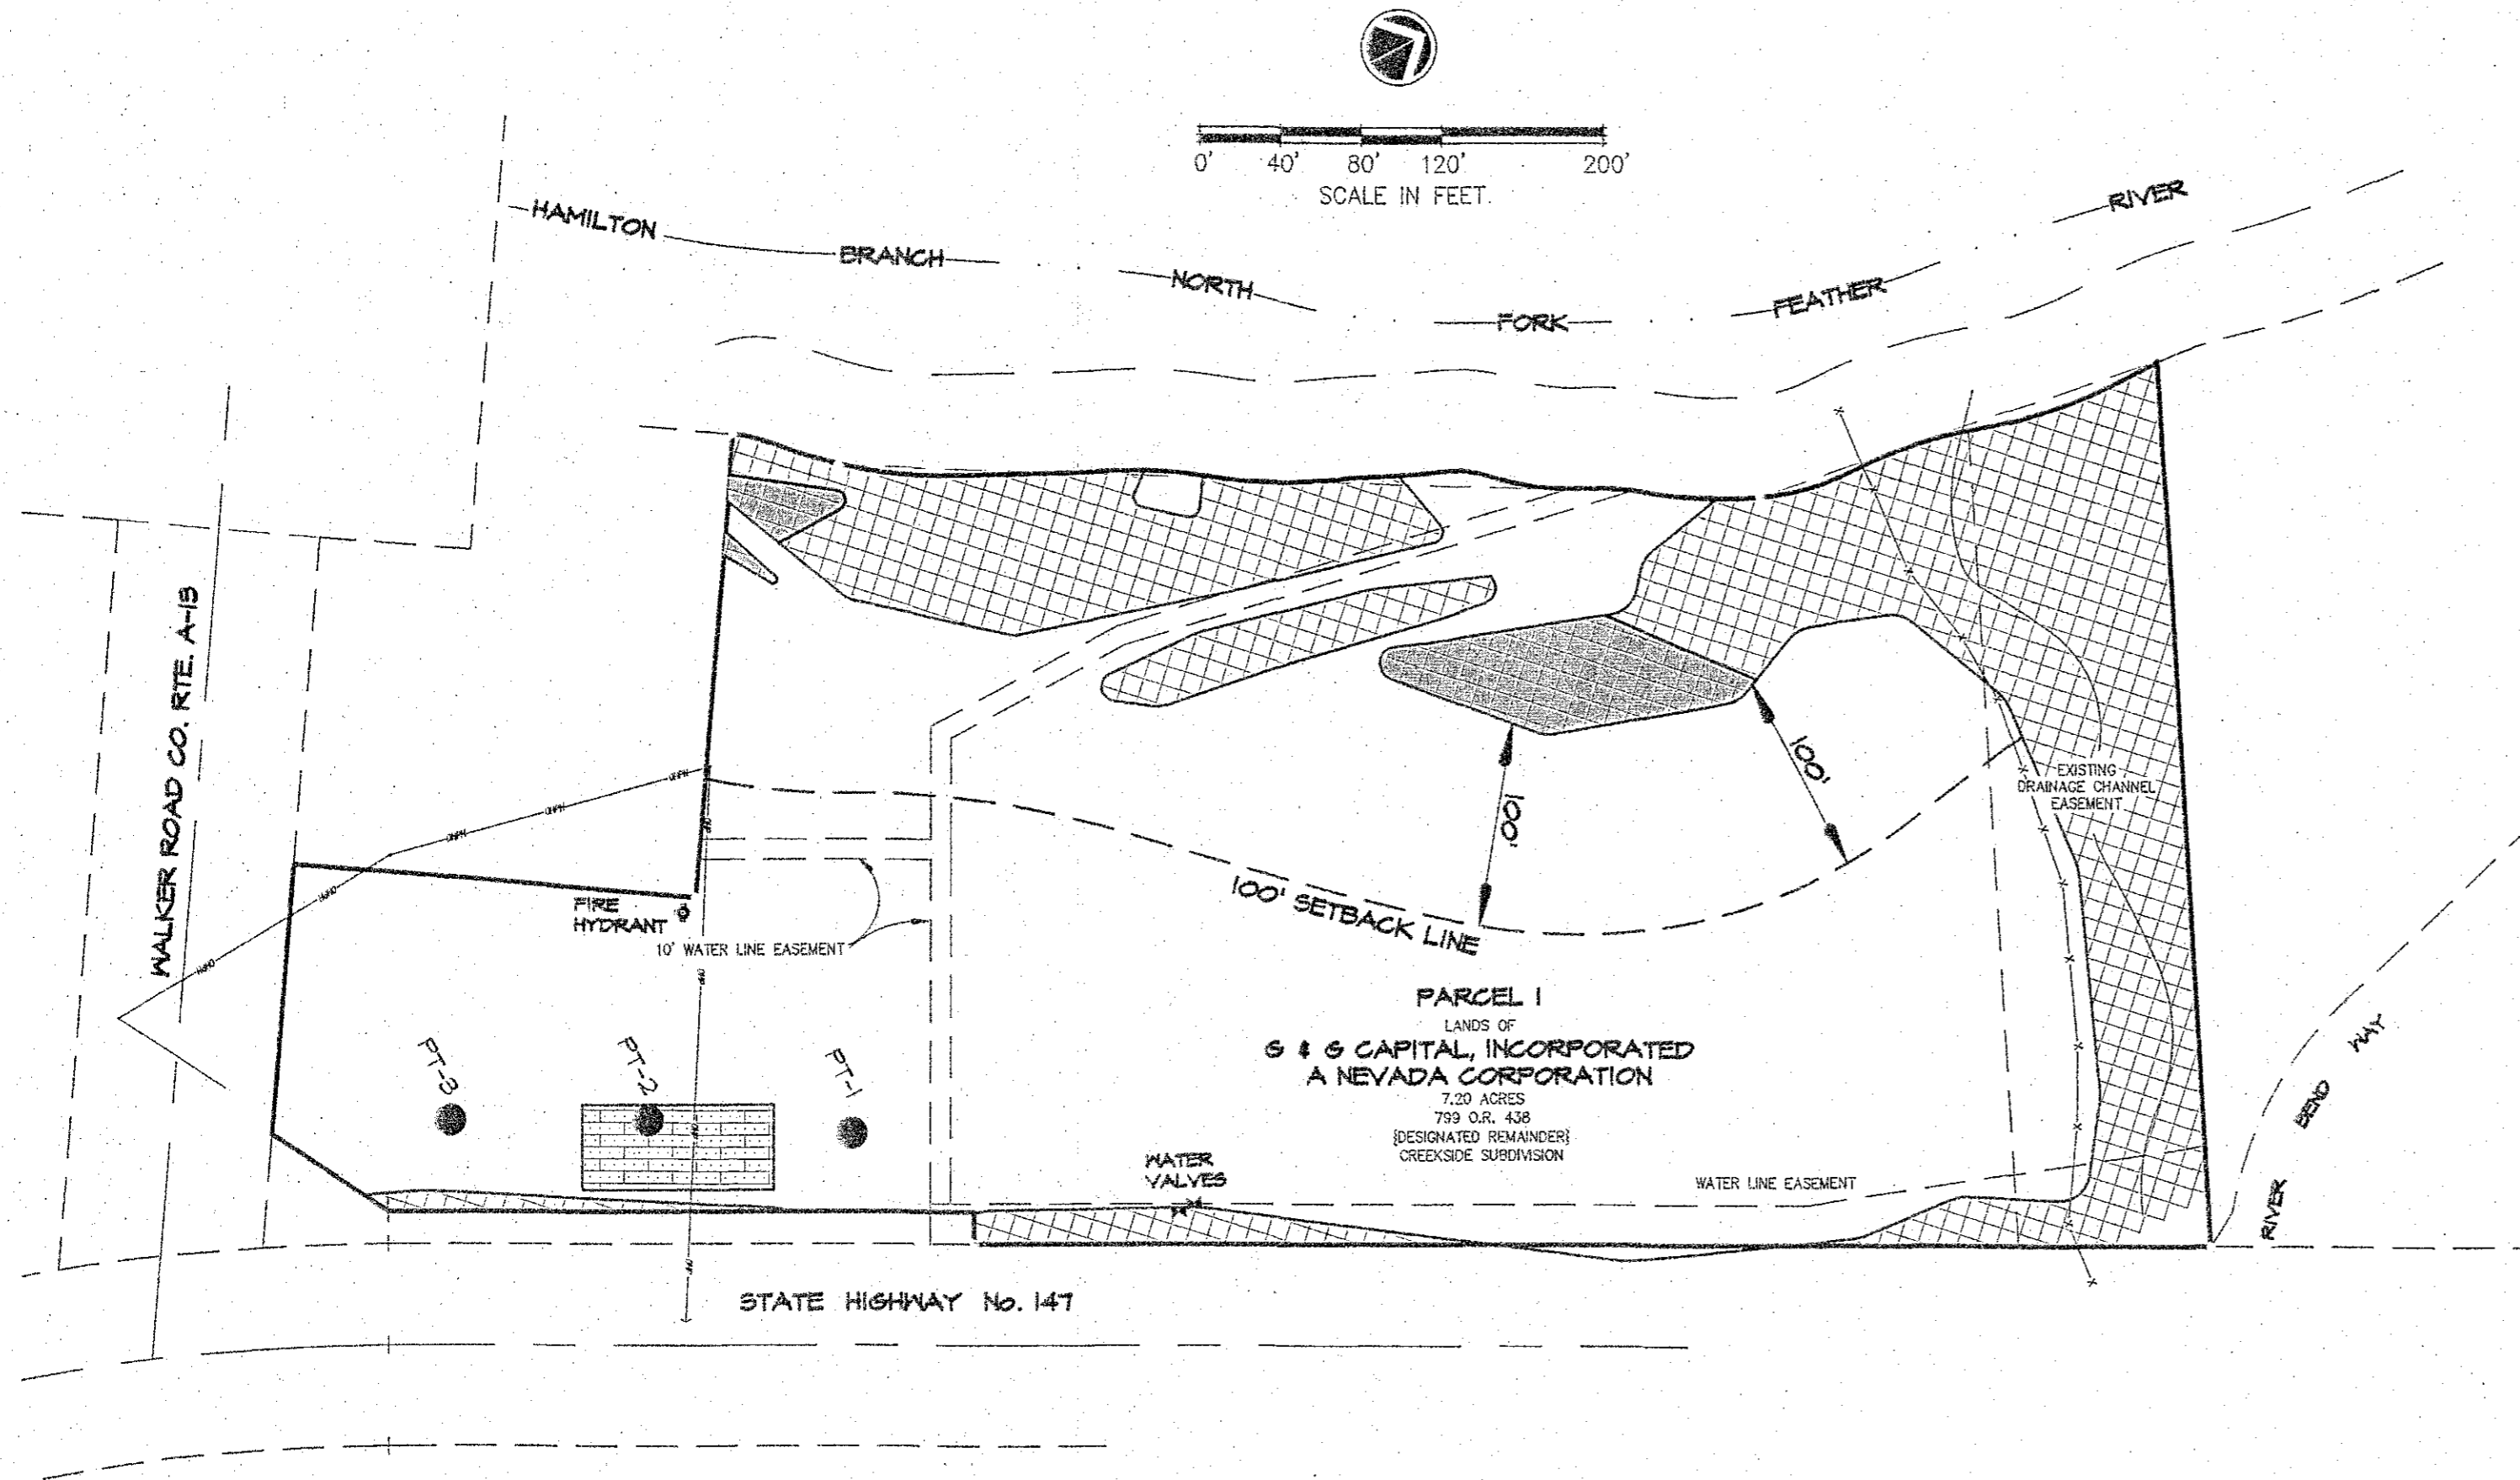 0' 40' 80' 120' 200'
SCALE IN FEET
HAMILTON BRANCH NORTH FORK FEATHER RIVER
WALKER ROAD CO. RTE. A-13
FIRE
HYDRANT
10' WATER LINE EASEMENT
100' SETBACK LINE
100'
100'
EXISTING
DRAINAGE CHANNEL
EASEMENT
PT-3
PT-2
PT-1
PARCEL 1
LANDS OF
G & G CAPITAL, INCORPORATED
A NEVADA CORPORATION
7.20 ACRES
799 O.R. 438
{DESIGNATED REMAINDER}
CREEKSIDE SUBDIVISION
WATER
VALVES
WATER LINE EASEMENT
RIVER BEND WAY
STATE HIGHWAY No. 147